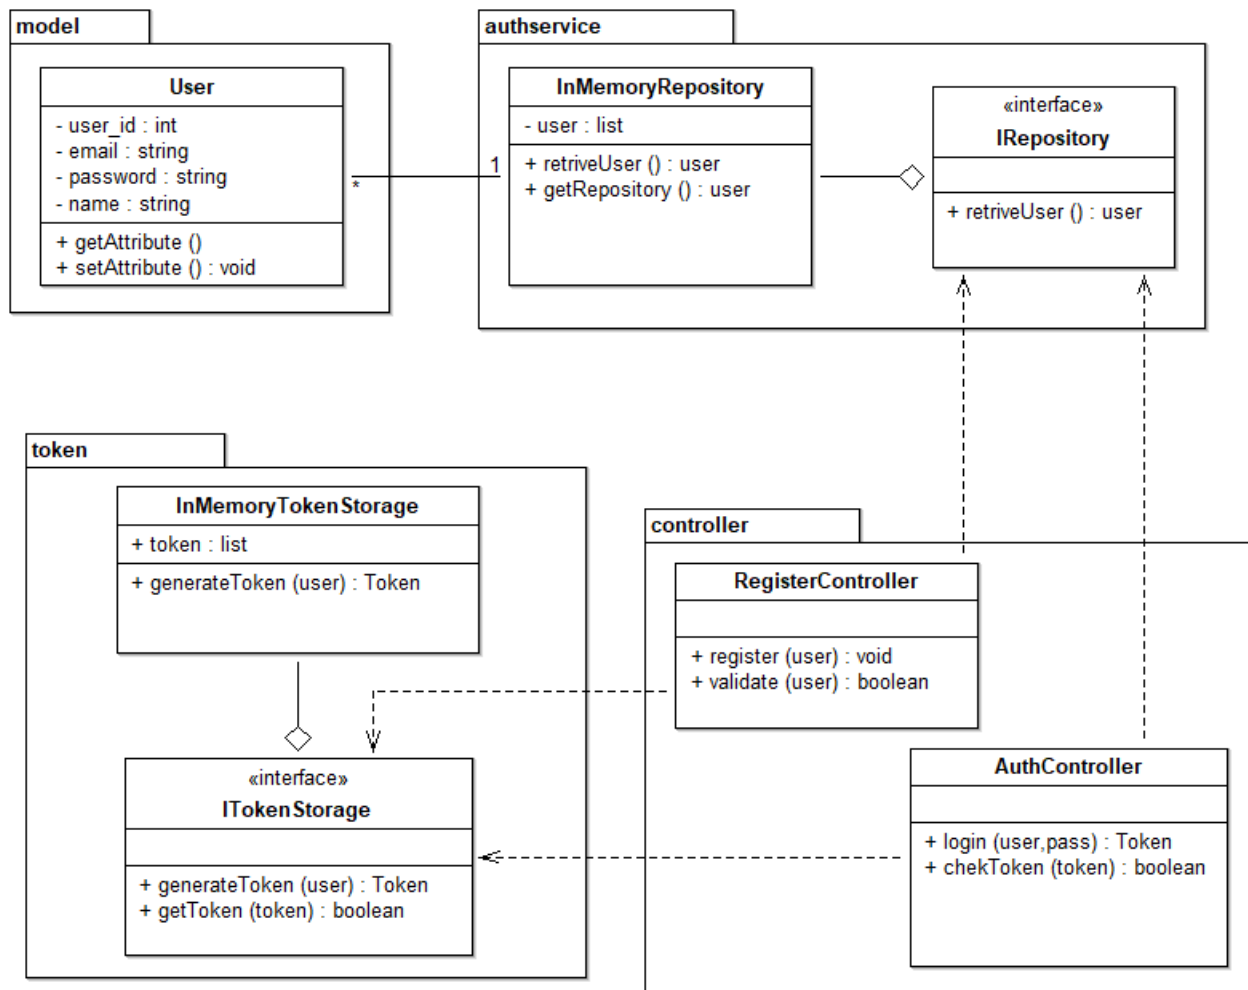 model
User
- user_id : int
- email : string
- password : string
- name : string
+ getAttribute ()
+ setAttribute () : void
*
1
authservice
InMemoryRepository
- user : list
+ retriveUser () : user
+ getRepository () : user
«interface»
IRepository
+ retriveUser () : user
token
InMemoryTokenStorage
+ token : list
+ generateToken (user) : Token
«interface»
ITokenStorage
+ generateToken (user) : Token
+ getToken (token) : boolean
controller
RegisterController
+ register (user) : void
+ validate (user) : boolean
AuthController
+ login (user,pass) : Token
+ chekToken (token) : boolean